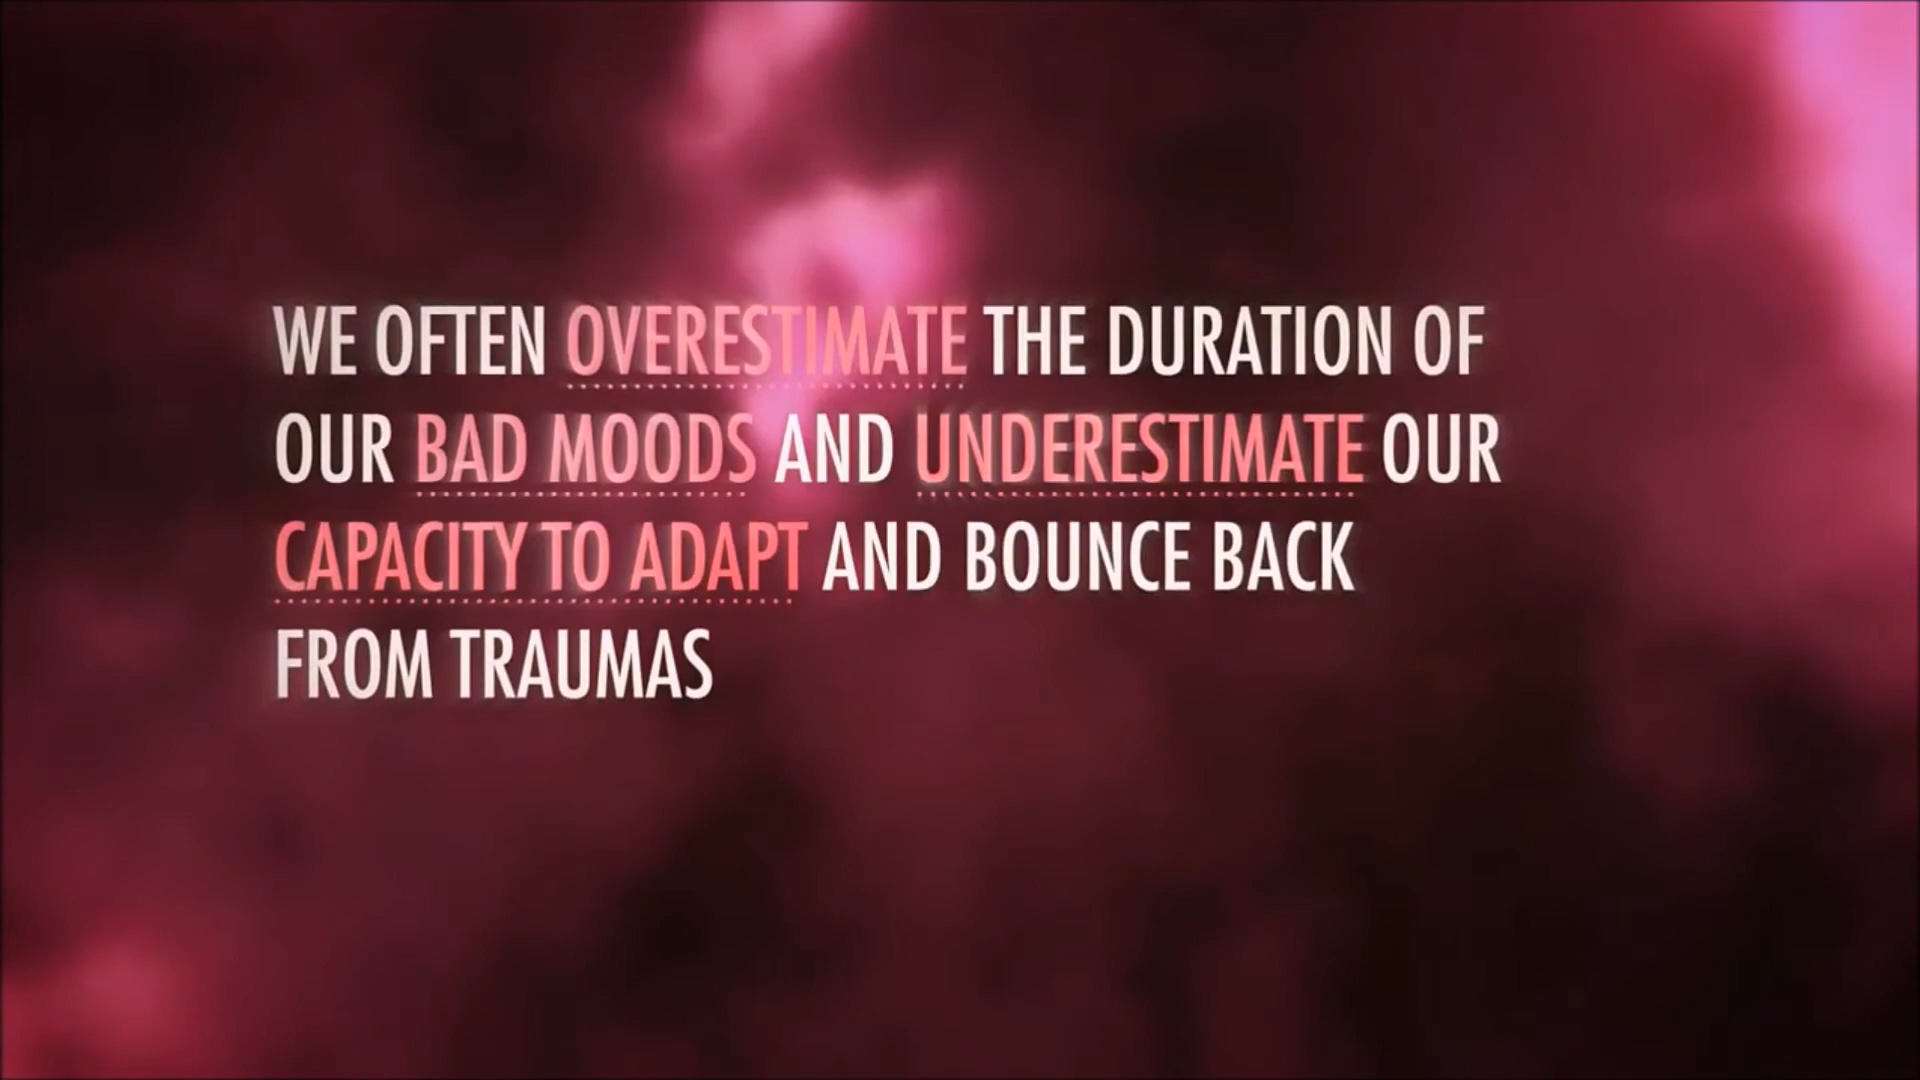 WE OFTEN OVERESTIMATE THE DURATION OF
OUR BAD MOODS AND UNDERESTIMATE OUR
CAPACITY TO ADAPT AND BOUNCE BACK
FROM TRAUMAS